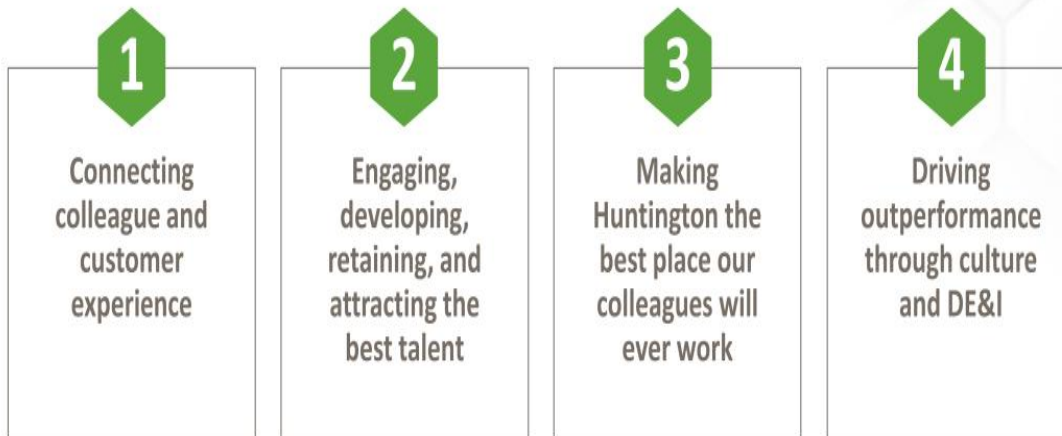 1
Connecting
colleague and
customer
experience
2
Engaging,
developing,
retaining, and
attracting the
best talent
3
Making
Huntington the
best place our
colleagues will
ever work
4
Driving
outperformance
through culture
and DE&I